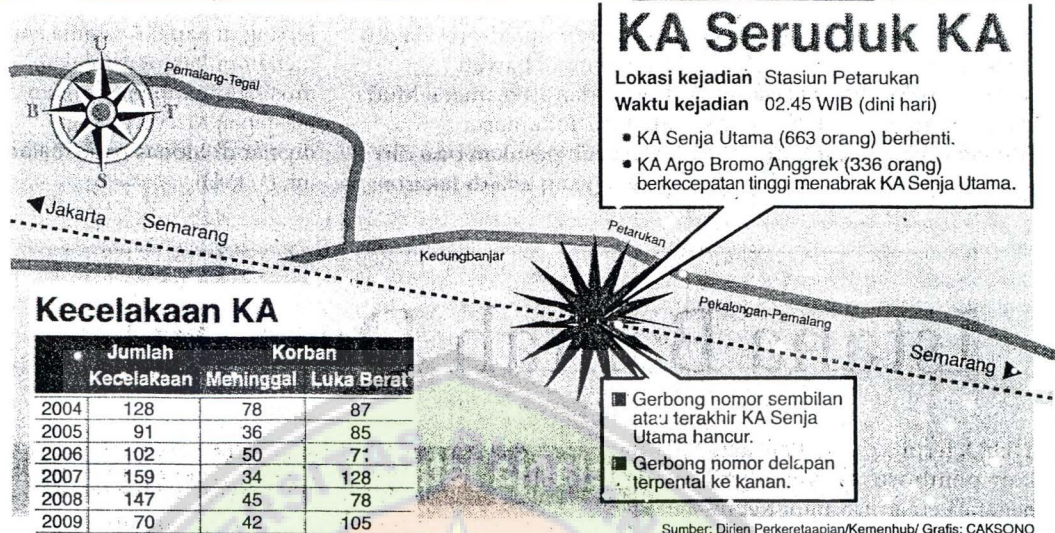 KA Seruduk KA
Lokasi kejadian Stasiun Petarukan
Waktu kejadian 02.45 WIB (dini hari)
• KA Senja Utama (663 orang) berhenti.
• KA Argo Bromo Anggrek (336 orang)
berkecepatan tinggi menabrak KA Senja Utama.
U
B
T
S
Pemalang-Tegal
Jakarta
Semarang
Kedungbanjar
Petarukan
Pekalongan-Pemalang
Semarang
Kecelakaan KA
Jumlah Korban
Kecelakaan Meninggal Luka Berat
2004 128 78 87
2005 91 36 85
2006 102 50 71
2007 159 34 128
2008 147 45 78
2009 70 42 105
Gerbong nomor sembilan
atau terakhir KA Senja
Utama hancur.
Gerbong nomor delapan
terpental ke kanan.
Sumber: Dirjen Perkeretaapian/Kemenhub/ Grafis: CAKSONO